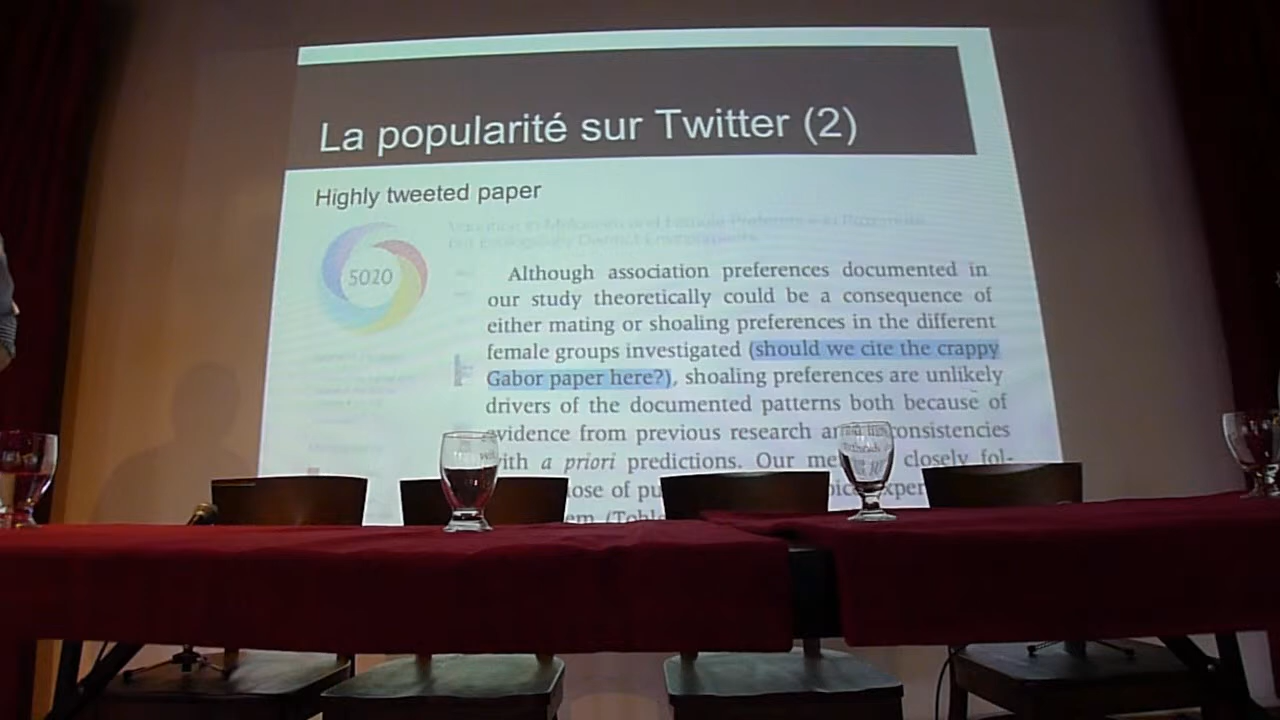 La popularité sur Twitter (2)
Highly tweeted paper
5020
Although association preferences documented in
our study theoretically could be a consequence of
either mating or shoaling preferences in the different
female groups investigated (should we cite the crappy
Gabor paper here?), shoaling preferences are unlikely
drivers of the documented patterns both because of
evidence from previous research and inconsistencies
with a priori predictions. Our closely fol-